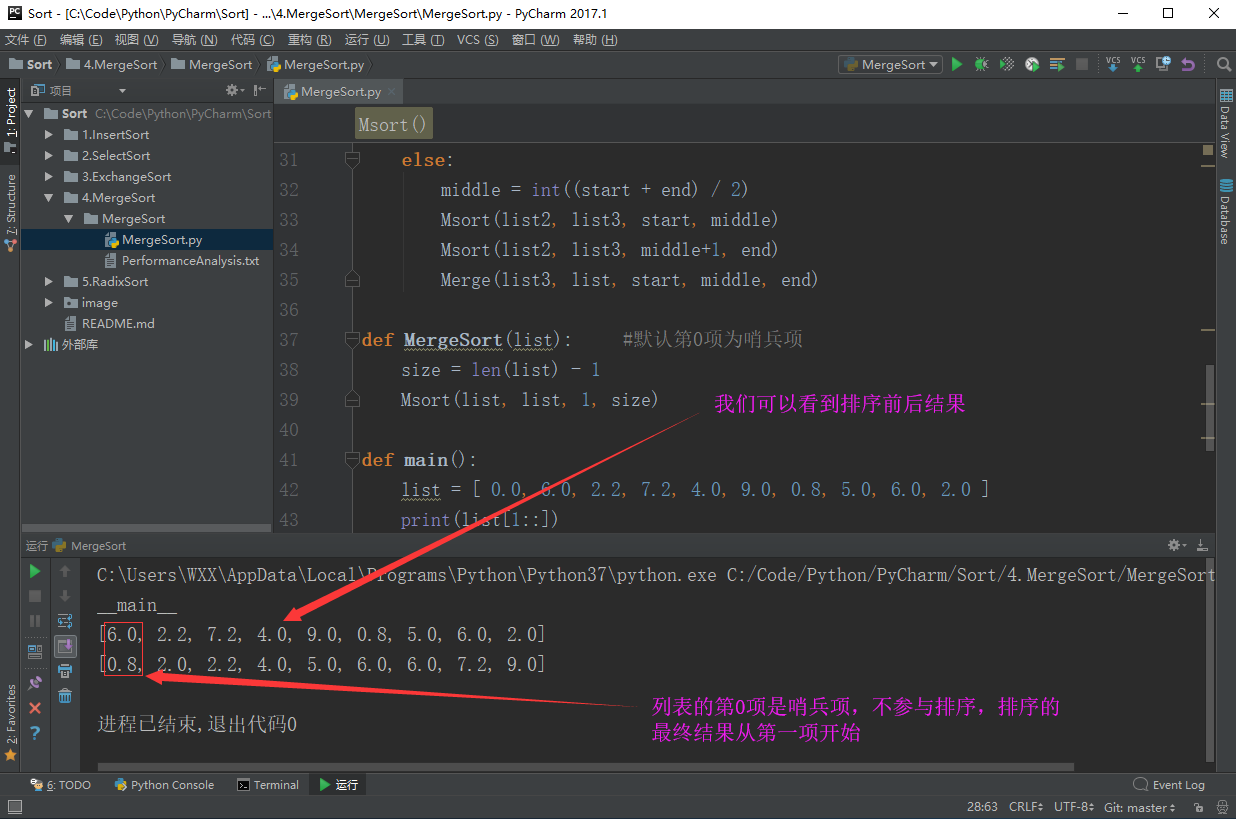 Sort - [C:\Code\Python\PyCharm\Sort] - ...\4.MergeSort\MergeSort\MergeSort.py - PyCharm 2017.1
文件 (F) 编辑 (E) 视图 (V) 导航 (N) 代码 (C) 重构 (R) 运行 (U) 工具 (T) VCS (S) 窗口 (W) 帮助 (H)
Sort 4.MergeSort MergeSort MergeSort.py MergeSort VCS VCS
1: Project
7: Structure
2: Favorites
项目
Sort C:\Code\Python\PyCharm\Sort
1.InsertSort
2.SelectSort
3.ExchangeSort
4.MergeSort
MergeSort
MergeSort.py
PerformanceAnalysis.txt
5.RadixSort
image
README.md
外部库
MergeSort.py
Msort()
31 else:
32 middle = int((start + end) / 2)
33 Msort(list2, list3, start, middle)
34 Msort(list2, list3, middle+1, end)
35 Merge(list3, list, start, middle, end)
36
37 def MergeSort(list): #默认第0项为哨兵项
38 size = len(list) - 1
39 Msort(list, list, 1, size)
40
41 def main():
42 list = [ 0.0, 6.0, 2.2, 7.2, 4.0, 9.0, 0.8, 5.0, 6.0, 2.0 ]
43 print(list[1::])
我们可以看到排序前后结果
Data View
Database
运行 MergeSort
C:\Users\WXX\AppData\Local\Programs\Python\Python37\python.exe C:/Code/Python/PyCharm/Sort/4.MergeSort/MergeSort
__main__
[6.0, 2.2, 7.2, 4.0, 9.0, 0.8, 5.0, 6.0, 2.0]
[0.8, 2.0, 2.2, 4.0, 5.0, 6.0, 6.0, 7.2, 9.0]
进程已结束,退出代码0
列表的第0项是哨兵项，不参与排序，排序的
最终结果从第一项开始
6: TODO Python Console Terminal 运行 Event Log
28:63 CRLF UTF-8 Git: master